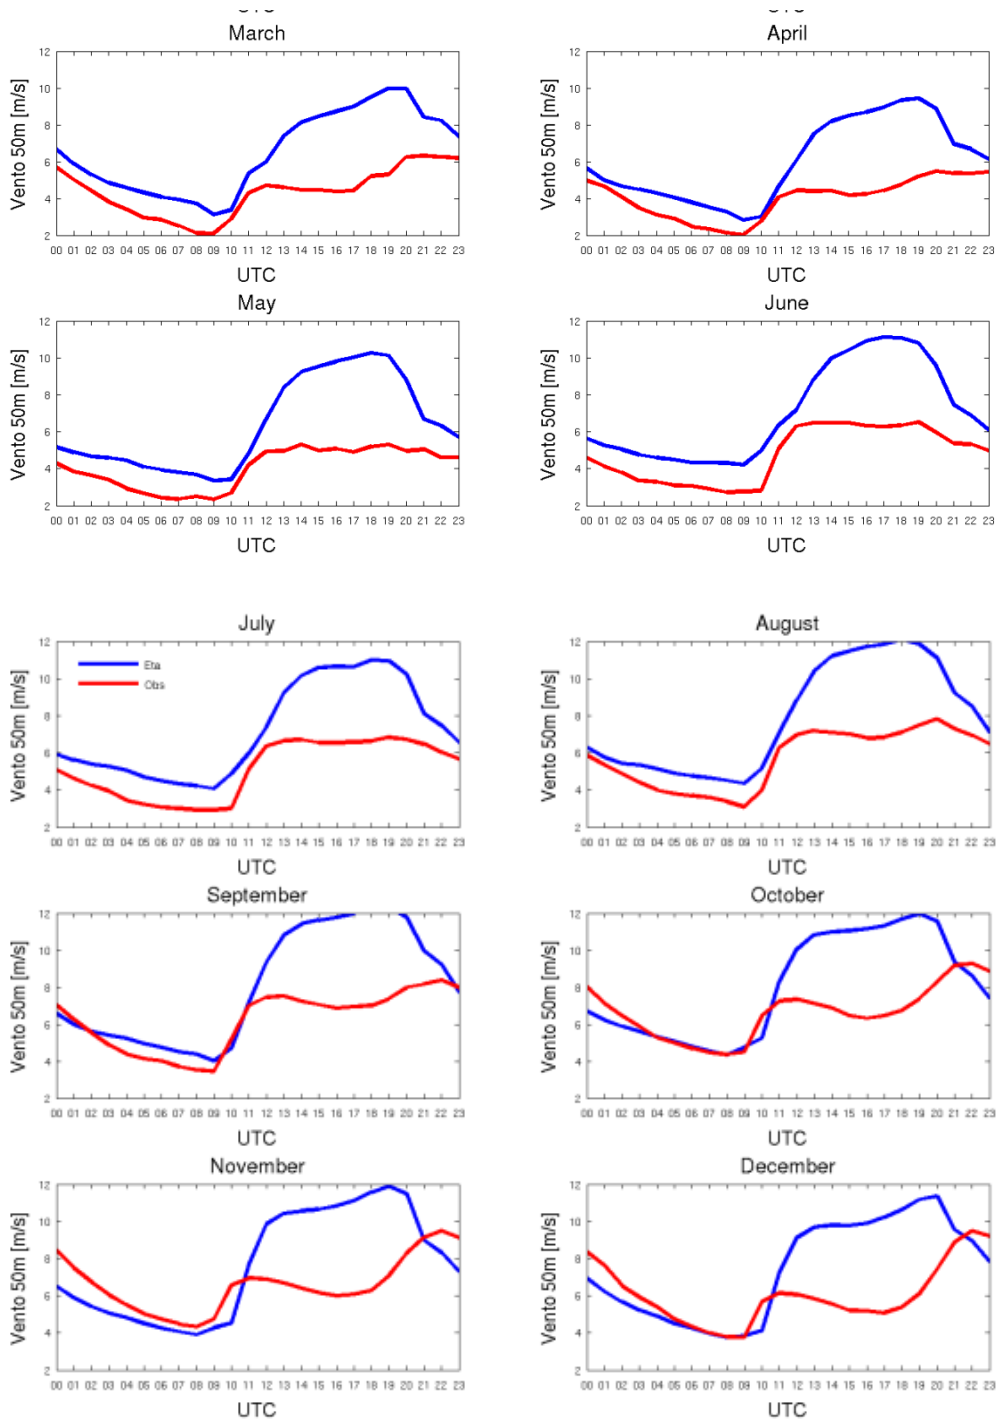 UTC UTC
March April
12 12
10 10
8 8
6 6
4 4
2 2
Vento 50m [m/s] Vento 50m [m/s]
00 01 02 03 04 05 06 07 08 09 10 11 12 13 14 15 16 17 18 19 20 21 22 23 00 01 02 03 04 05 06 07 08 09 10 11 12 13 14 15 16 17 18 19 20 21 22 23
UTC UTC
May June
12 12
10 10
8 8
6 6
4 4
2 2
Vento 50m [m/s] Vento 50m [m/s]
00 01 02 03 04 05 06 07 08 09 10 11 12 13 14 15 16 17 18 19 20 21 22 23 00 01 02 03 04 05 06 07 08 09 10 11 12 13 14 15 16 17 18 19 20 21 22 23
UTC UTC
July August
Eta
Obs
12 12
10 10
8 8
6 6
4 4
2 2
Vento 50m [m/s] Vento 50m [m/s]
00 01 02 03 04 05 06 07 08 09 10 11 12 13 14 15 16 17 18 19 20 21 22 23 00 01 02 03 04 05 06 07 08 09 10 11 12 13 14 15 16 17 18 19 20 21 22 23
UTC UTC
September October
12 12
10 10
8 8
6 6
4 4
2 2
Vento 50m [m/s] Vento 50m [m/s]
00 01 02 03 04 05 06 07 08 09 10 11 12 13 14 15 16 17 18 19 20 21 22 23 00 01 02 03 04 05 06 07 08 09 10 11 12 13 14 15 16 17 18 19 20 21 22 23
UTC UTC
November December
12 12
10 10
8 8
6 6
4 4
2 2
Vento 50m [m/s] Vento 50m [m/s]
00 01 02 03 04 05 06 07 08 09 10 11 12 13 14 15 16 17 18 19 20 21 22 23 00 01 02 03 04 05 06 07 08 09 10 11 12 13 14 15 16 17 18 19 20 21 22 23
UTC UTC